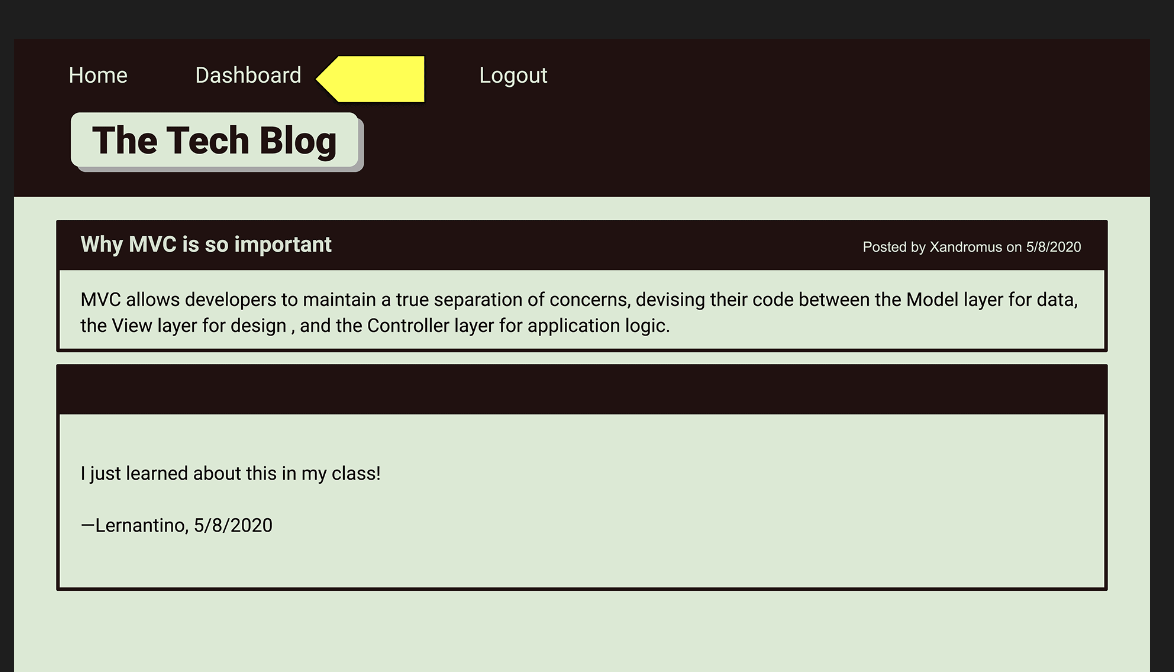 Home Dashboard Logout
The Tech Blog
Why MVC is so important Posted by Xandromus on 5/8/2020
MVC allows developers to maintain a true separation of concerns, devising their code between the Model layer for data,
the View layer for design , and the Controller layer for application logic.
I just learned about this in my class!
—Lernantino, 5/8/2020